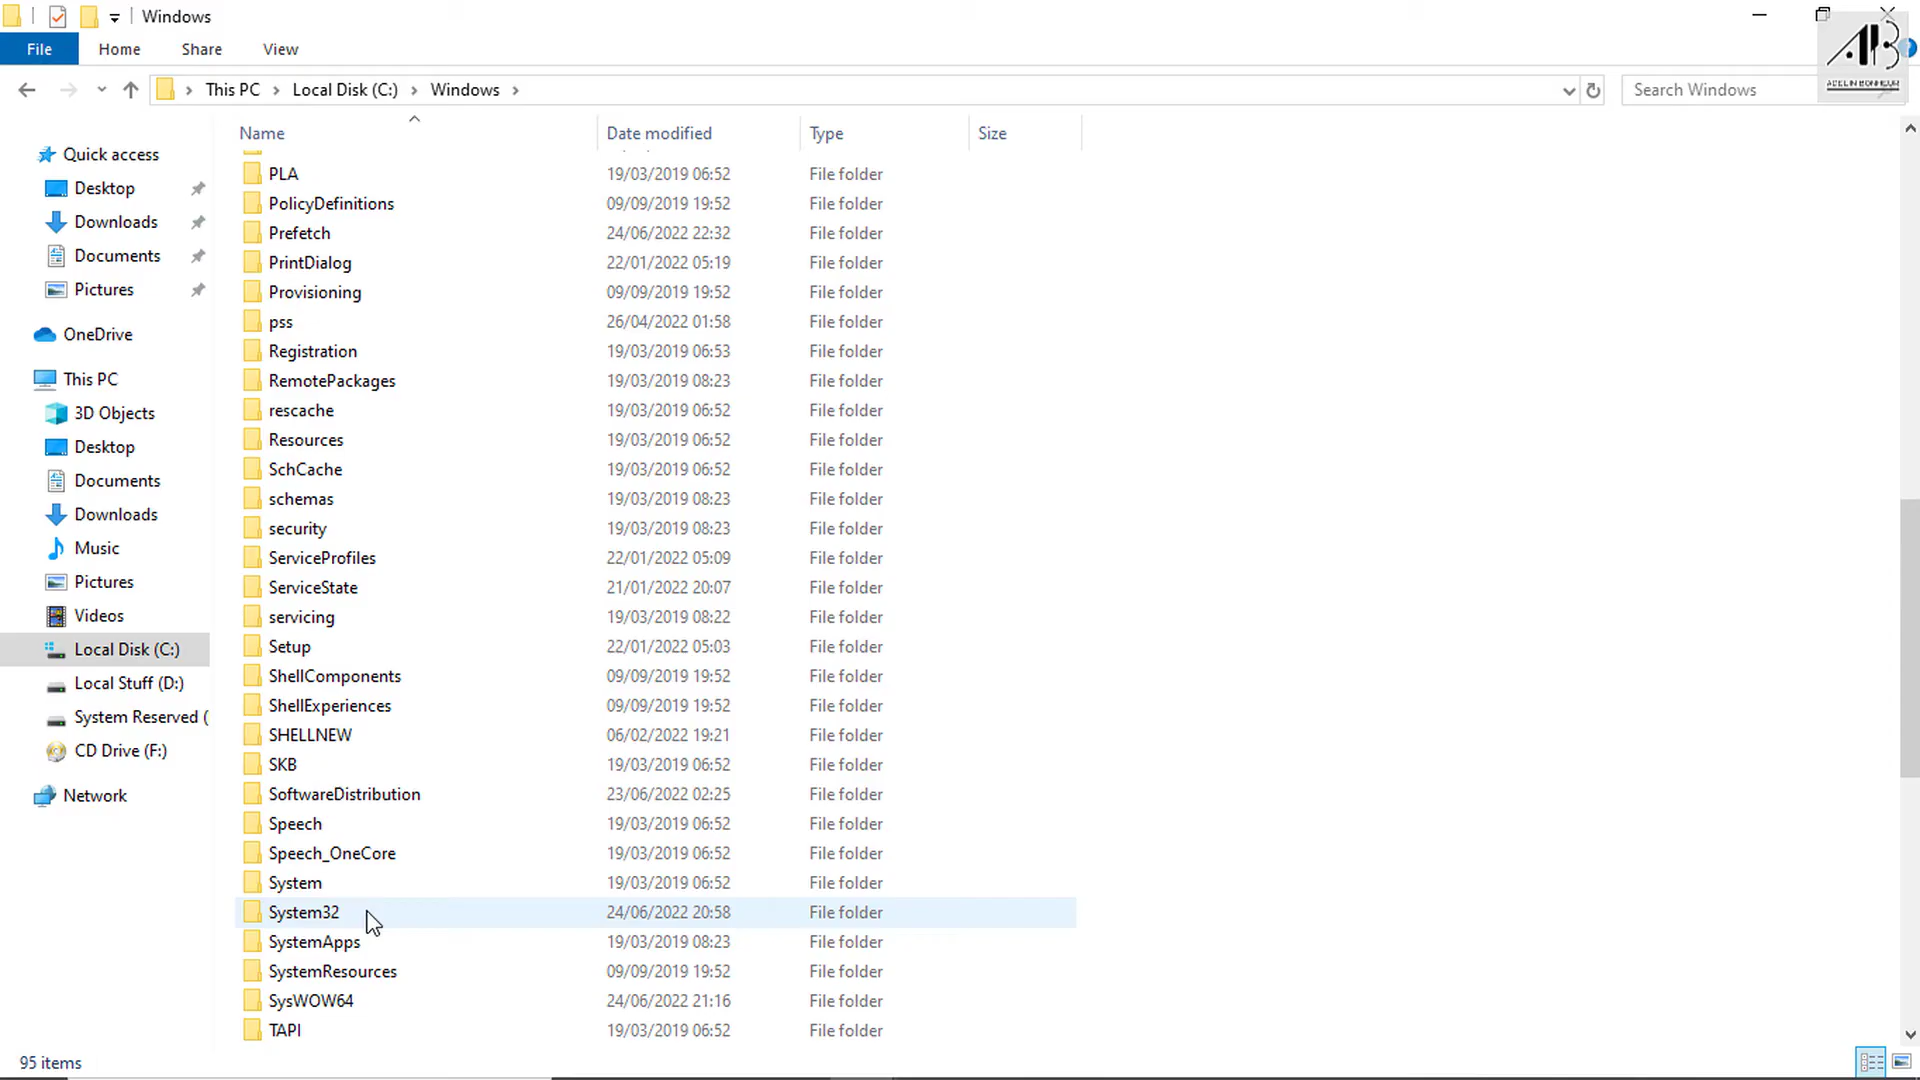 Windows
File Home Share View
This PC Local Disk (C:) Windows
Search Windows
ADELIN BONHEUR
Name Date modified Type Size
Quick access
Desktop
Downloads
Documents
Pictures
OneDrive
This PC
3D Objects
Desktop
Documents
Downloads
Music
Pictures
Videos
Local Disk (C:)
Local Stuff (D:)
System Reserved (
CD Drive (F:)
Network
PLA 19/03/2019 06:52 File folder
PolicyDefinitions 09/09/2019 19:52 File folder
Prefetch 24/06/2022 22:32 File folder
PrintDialog 22/01/2022 05:19 File folder
Provisioning 09/09/2019 19:52 File folder
pss 26/04/2022 01:58 File folder
Registration 19/03/2019 06:53 File folder
RemotePackages 19/03/2019 08:23 File folder
rescache 19/03/2019 06:52 File folder
Resources 19/03/2019 06:52 File folder
SchCache 19/03/2019 06:52 File folder
schemas 19/03/2019 08:23 File folder
security 19/03/2019 08:23 File folder
ServiceProfiles 22/01/2022 05:09 File folder
ServiceState 21/01/2022 20:07 File folder
servicing 19/03/2019 08:22 File folder
Setup 22/01/2022 05:03 File folder
ShellComponents 09/09/2019 19:52 File folder
ShellExperiences 09/09/2019 19:52 File folder
SHELLNEW 06/02/2022 19:21 File folder
SKB 19/03/2019 06:52 File folder
SoftwareDistribution 23/06/2022 02:25 File folder
Speech 19/03/2019 06:52 File folder
Speech_OneCore 19/03/2019 06:52 File folder
System 19/03/2019 06:52 File folder
System32 24/06/2022 20:58 File folder
SystemApps 19/03/2019 08:23 File folder
SystemResources 09/09/2019 19:52 File folder
SysWOW64 24/06/2022 21:16 File folder
TAPI 19/03/2019 06:52 File folder
95 items